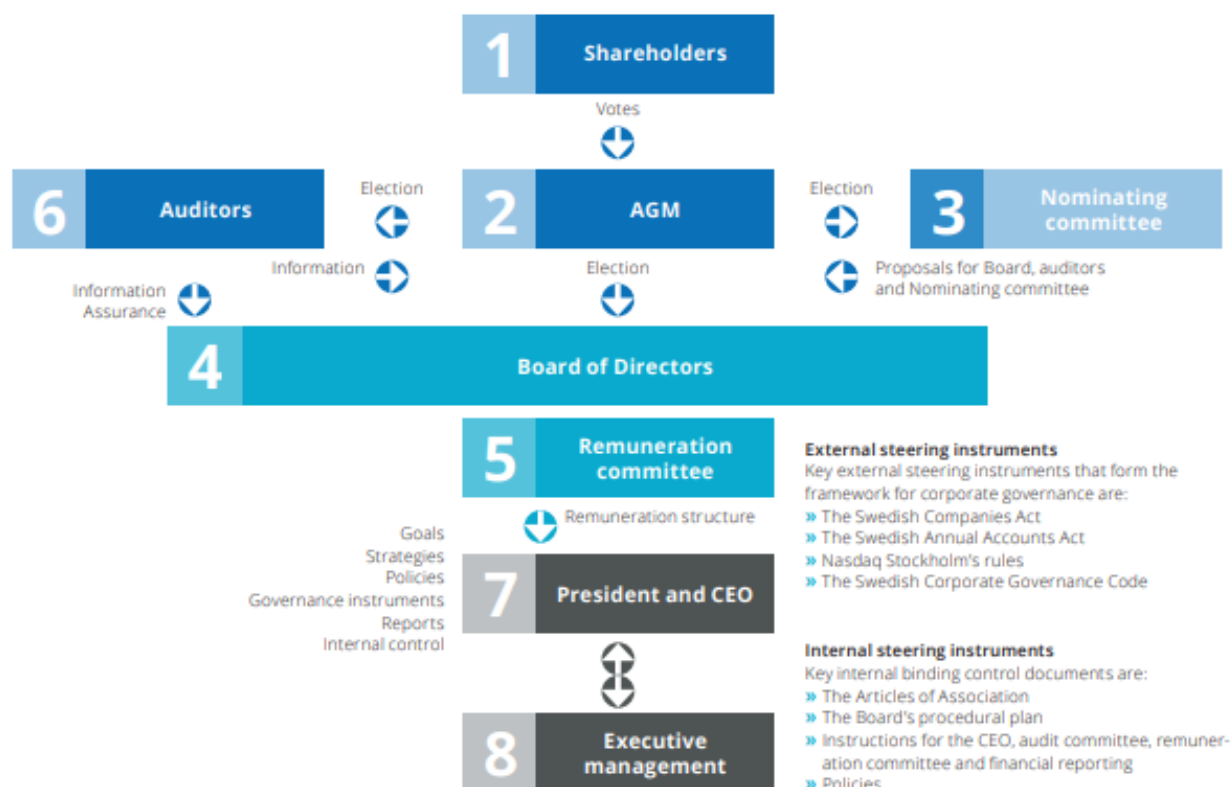 1
Shareholders
Votes
6
Auditors
Election
2
AGM
Election
3
Nominating
committee
Information
Election
Proposals for Board, auditors
and Nominating committee
Information
Assurance
4
Board of Directors
5
Remuneration
committee
Remuneration structure
Goals
Strategies
Policies
Governance instruments
Reports
Internal control
7
President and CEO
8
Executive
management
External steering instruments
Key external steering instruments that form the
framework for corporate governance are:
» The Swedish Companies Act
» The Swedish Annual Accounts Act
» Nasdaq Stockholm's rules
» The Swedish Corporate Governance Code
Internal steering instruments
Key internal binding control documents are:
» The Articles of Association
» The Board's procedural plan
» Instructions for the CEO, audit committee, remuner-
ation committee and financial reporting
» Policies